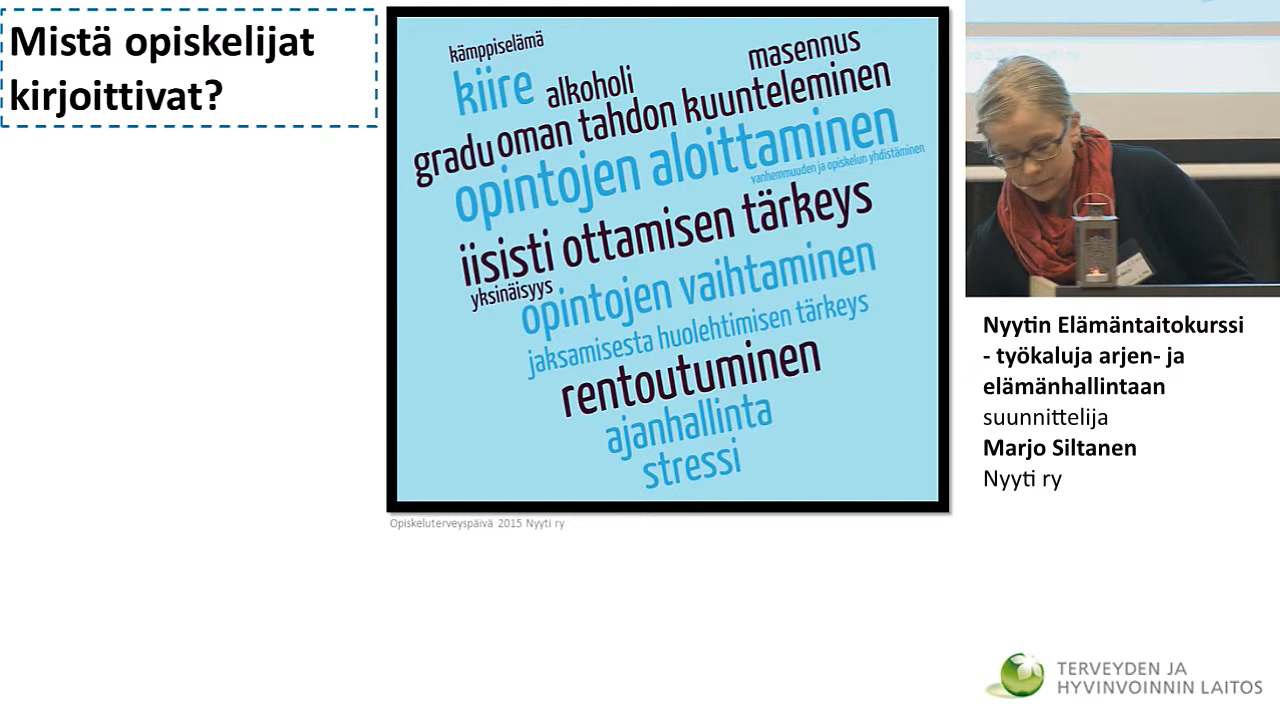 Mistä opiskelijat
kirjoittivat?
kämppiselämä
masennus
kiire
alkoholi
gradu
oman tahdon kuunteleminen
opintojen aloittaminen
vanhemmuuden ja opiskelun yhdistäminen
iisisti ottamisen tärkeys
yksinäisyys
opintojen vaihtaminen
jaksamisesta huolehtimisen tärkeys
rentoutuminen
ajanhallinta
stressi
Opiskeluterveyspäivä 2015 Nyyti ry
Nyytin Elämäntaitokurssi
- työkaluja arjen- ja
elämänhallintaan
suunnittelija
Marjo Siltanen
Nyyti ry
TERVEYDEN JA
HYVINVOINNIN LAITOS